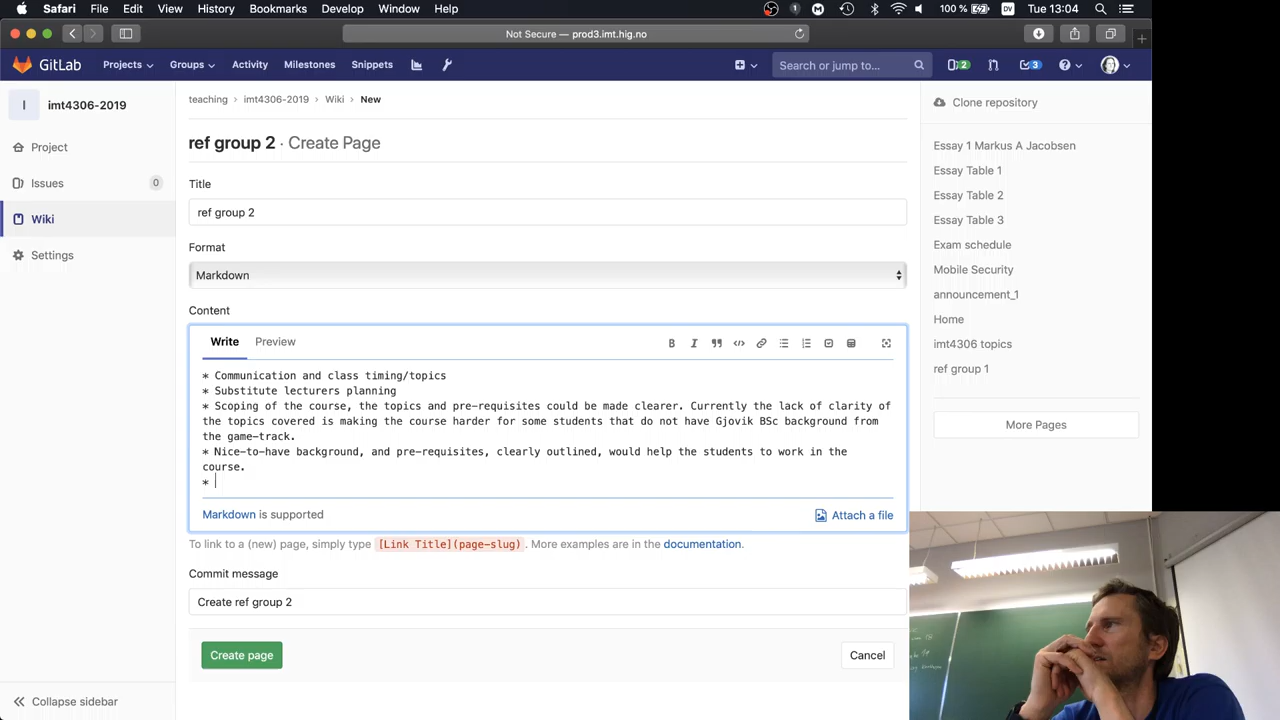 Safari File Edit View History Bookmarks Develop Window Help 100 % DV Tue 13:04
Not Secure — prod3.imt.hig.no
GitLab Projects Groups Activity Milestones Snippets Search or jump to... 2 3
I imt4306-2019
Project
Issues 0
Wiki
Settings
Collapse sidebar
teaching › imt4306-2019 › Wiki › New
ref group 2 · Create Page
Title
ref group 2
Format
Markdown
Content
Write Preview
* Communication and class timing/topics
* Substitute lecturers planning
* Scoping of the course, the topics and pre-requisites could be made clearer. Currently the lack of clarity of
the topics covered is making the course harder for some students that do not have Gjovik BSc background from
the game-track.
* Nice-to-have background, and pre-requisites, clearly outlined, would help the students to work in the
course.
*
Markdown is supported Attach a file
To link to a (new) page, simply type [Link Title](page-slug). More examples are in the documentation.
Commit message
Create ref group 2
Create page Cancel
Clone repository
Essay 1 Markus A Jacobsen
Essay Table 1
Essay Table 2
Essay Table 3
Exam schedule
Mobile Security
announcement_1
Home
imt4306 topics
ref group 1
More Pages